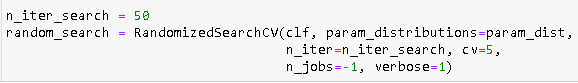 n_iter_search = 50
random_search = RandomizedSearchCV(clf, param_distributions=param_dist,
n_iter=n_iter_search, cv=5,
n_jobs=-1, verbose=1)